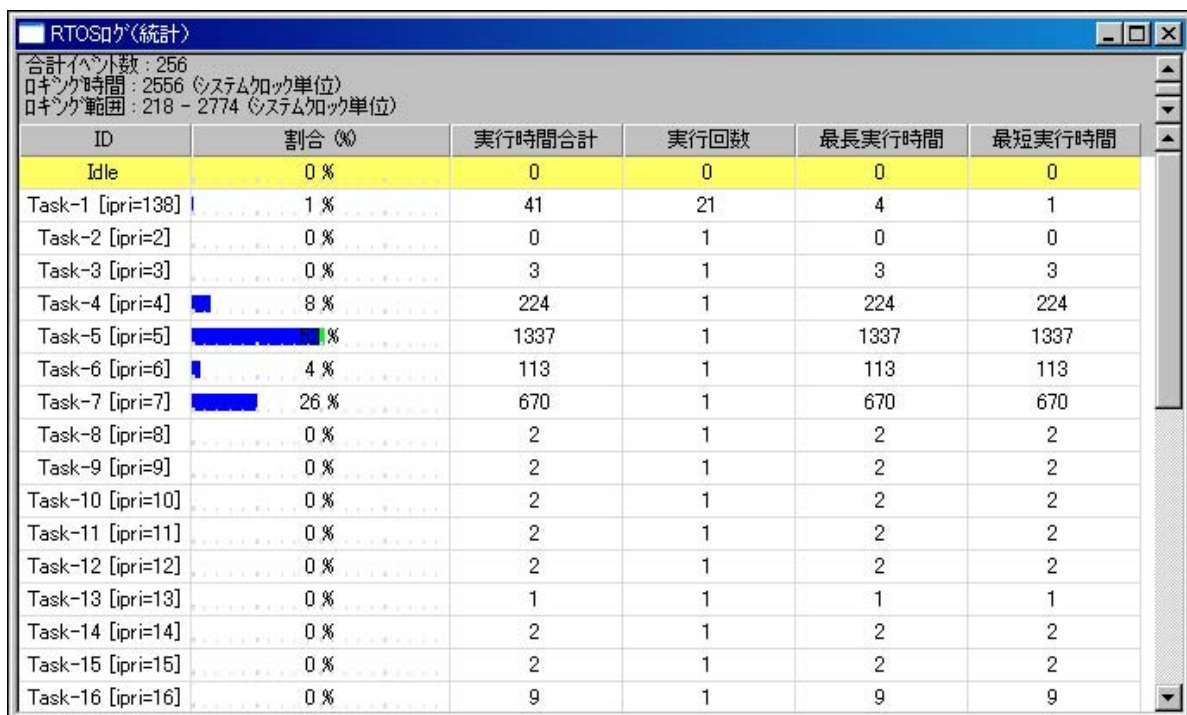 RTOSﾛｸﾞ(統計)
合計ｲﾍﾞﾝﾄ数 : 256
ﾛｷﾞﾝｸﾞ時間 : 2556 (ｼｽﾃﾑｸﾛｯｸ単位)
ﾛｷﾞﾝｸﾞ範囲 : 218 - 2774 (ｼｽﾃﾑｸﾛｯｸ単位)
ID 割合 (%) 実行時間合計 実行回数 最長実行時間 最短実行時間
Idle 0 % 0 0 0 0
Task-1 [ipri=138] 1 % 41 21 4 1
Task-2 [ipri=2] 0 % 0 1 0 0
Task-3 [ipri=3] 0 % 3 1 3 3
Task-4 [ipri=4] 8 % 224 1 224 224
Task-5 [ipri=5] 52 % 1337 1 1337 1337
Task-6 [ipri=6] 4 % 113 1 113 113
Task-7 [ipri=7] 26 % 670 1 670 670
Task-8 [ipri=8] 0 % 2 1 2 2
Task-9 [ipri=9] 0 % 2 1 2 2
Task-10 [ipri=10] 0 % 2 1 2 2
Task-11 [ipri=11] 0 % 2 1 2 2
Task-12 [ipri=12] 0 % 2 1 2 2
Task-13 [ipri=13] 0 % 1 1 1 1
Task-14 [ipri=14] 0 % 2 1 2 2
Task-15 [ipri=15] 0 % 2 1 2 2
Task-16 [ipri=16] 0 % 9 1 9 9